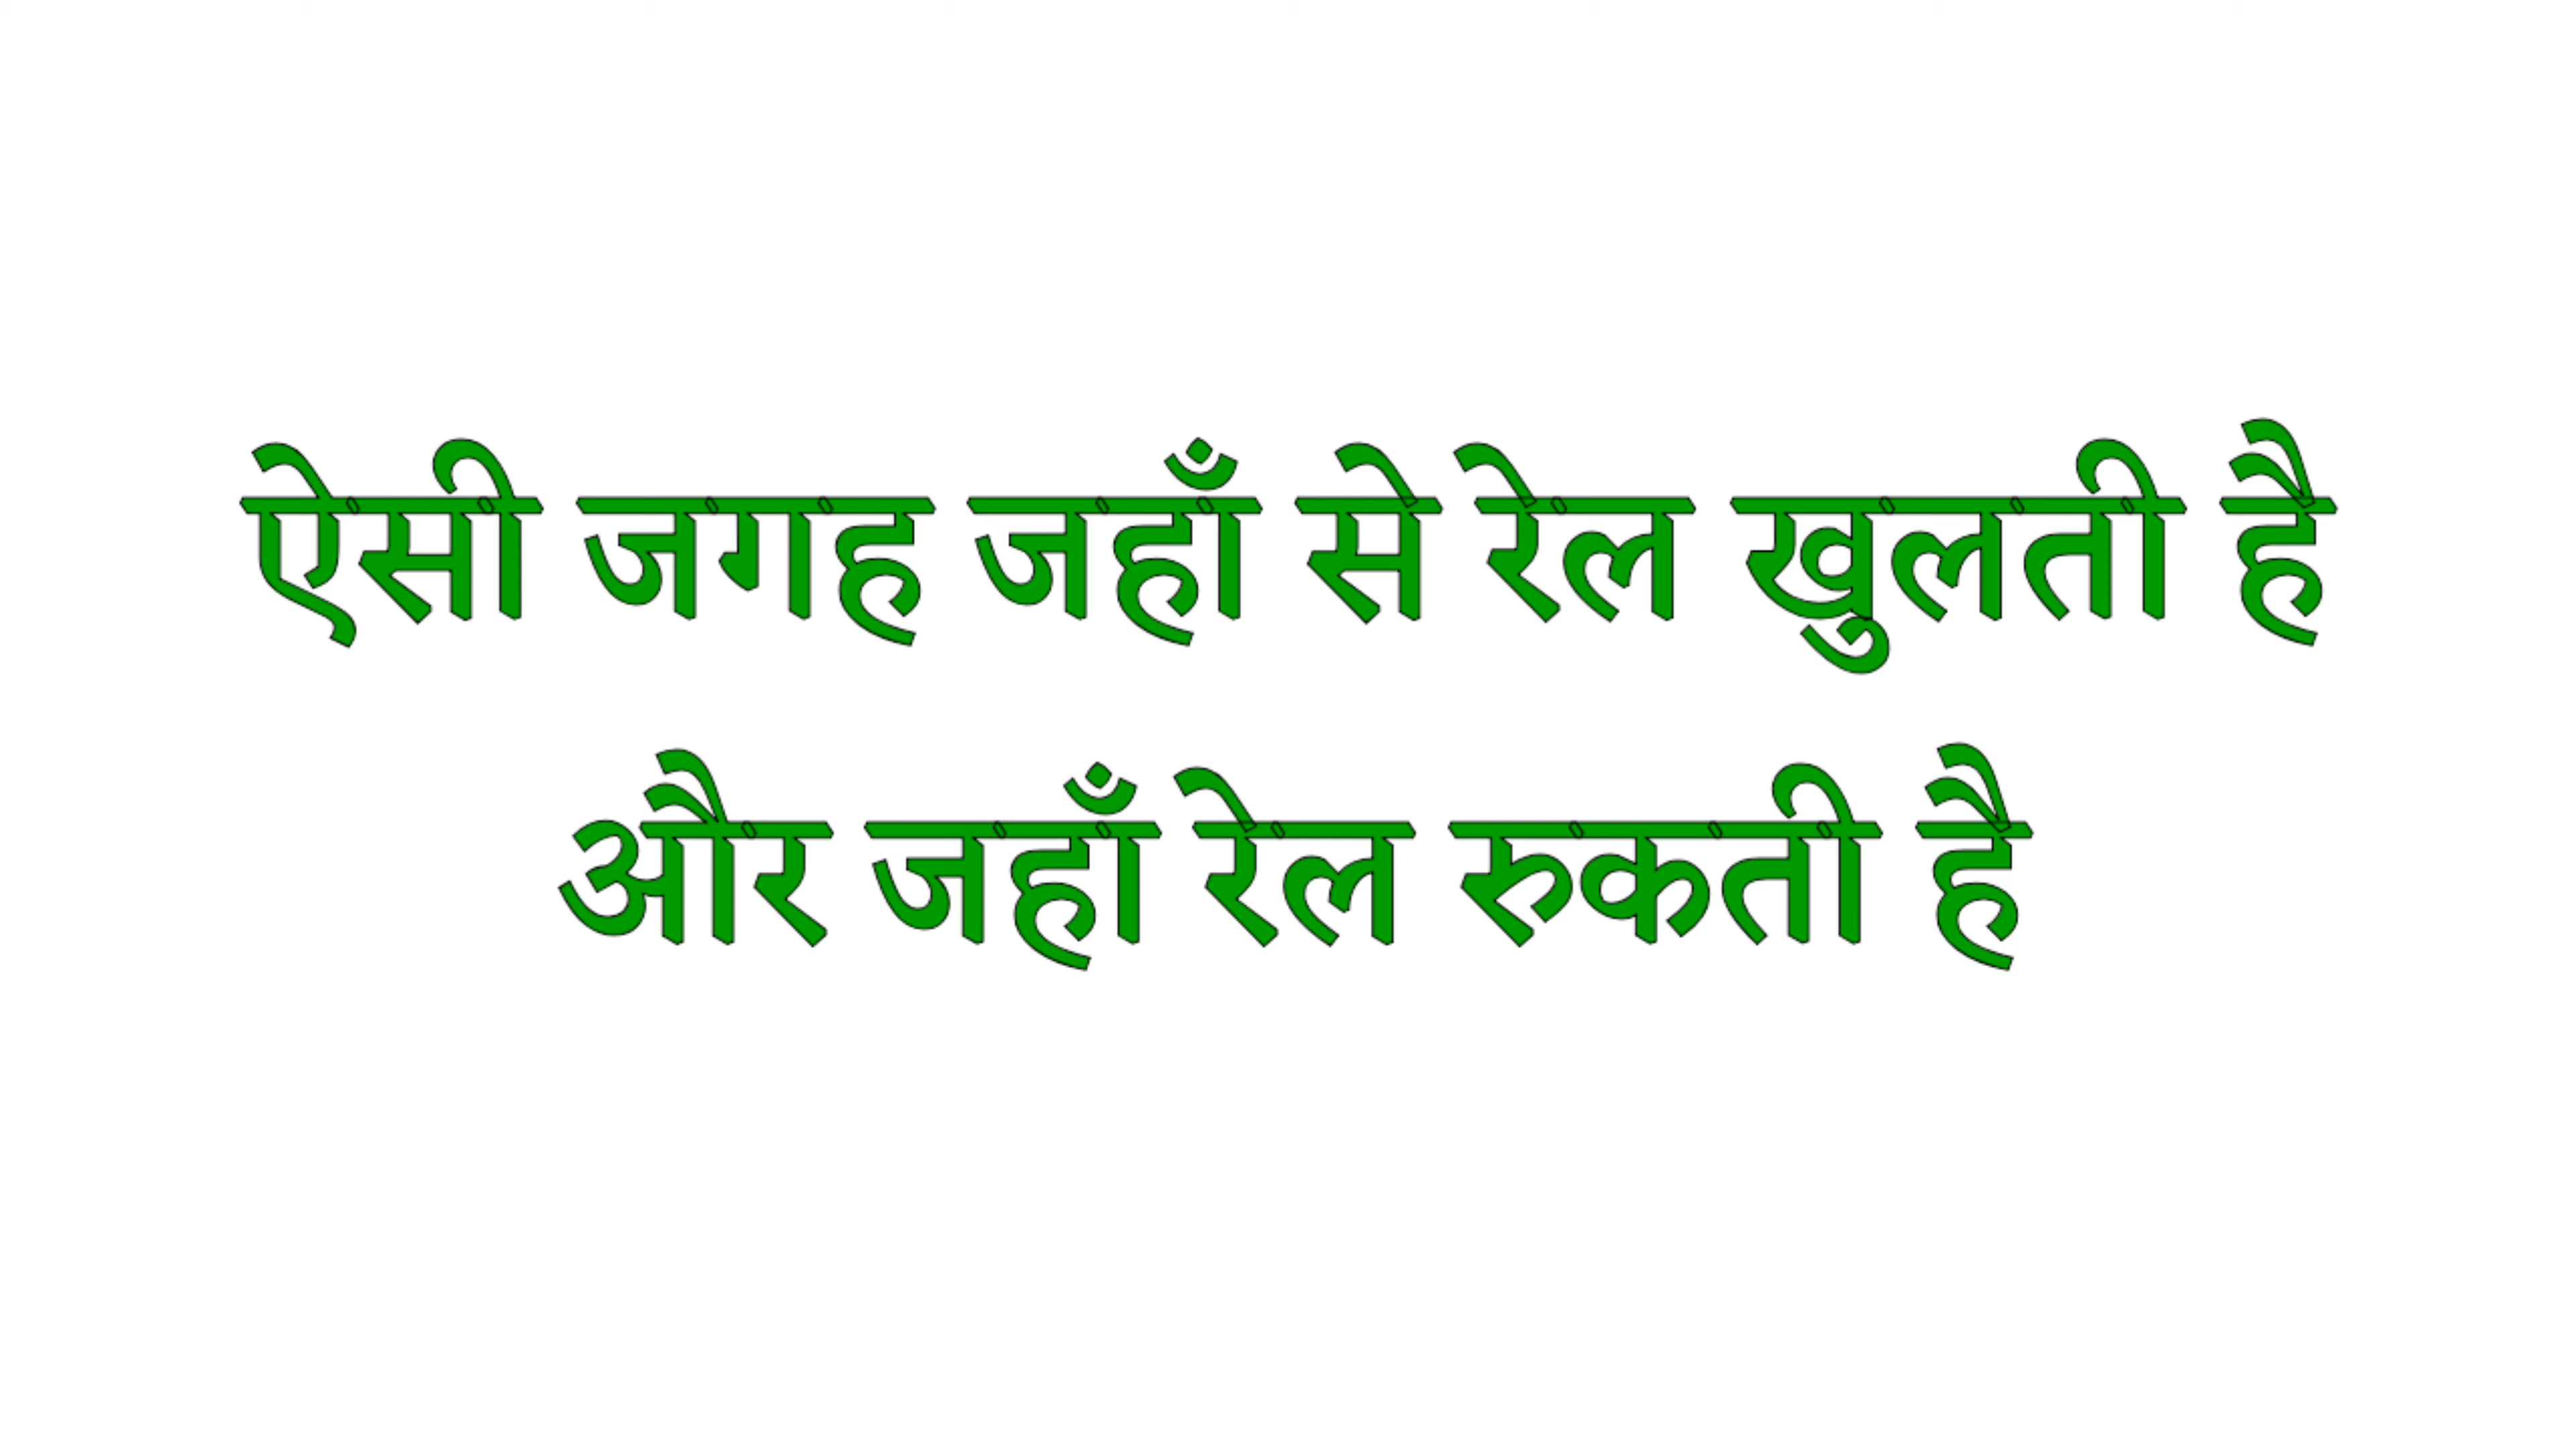 ऐसी जगह जहाँ से रेल खुलती है
और जहाँ रेल रुकती है